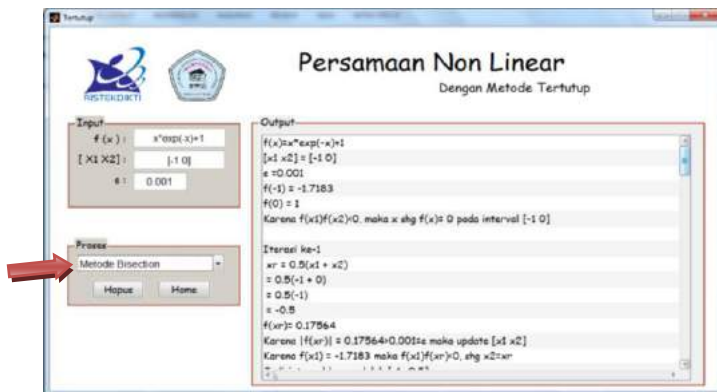 Tertutup
RISTEKDIKTI
Persamaan Non Linear
Dengan Metode Tertutup
Input
f (x) :
x*exp(-x)+1
[ X1 X2] :
[-1 0]
e :
0.001
Proses
Metode Bisection
Hapus
Home
Output
f(x)=x*exp(-x)+1
[x1 x2] = [-1 0]
e =0.001
f(-1) = -1.7183
f(0) = 1
Karena f(x1)f(x2)<0, maka x shg f(x)= 0 pada interval [-1 0]
Iterasi ke-1
xr = 0.5(x1 + x2)
= 0.5(-1 + 0)
= 0.5(-1)
= -0.5
f(xr)= 0.17564
Karena |f(xr)| = 0.17564>0.001=e maka update [x1 x2]
Karena f(x1) = -1.7183 maka f(x1)f(xr)<0, shg x2=xr